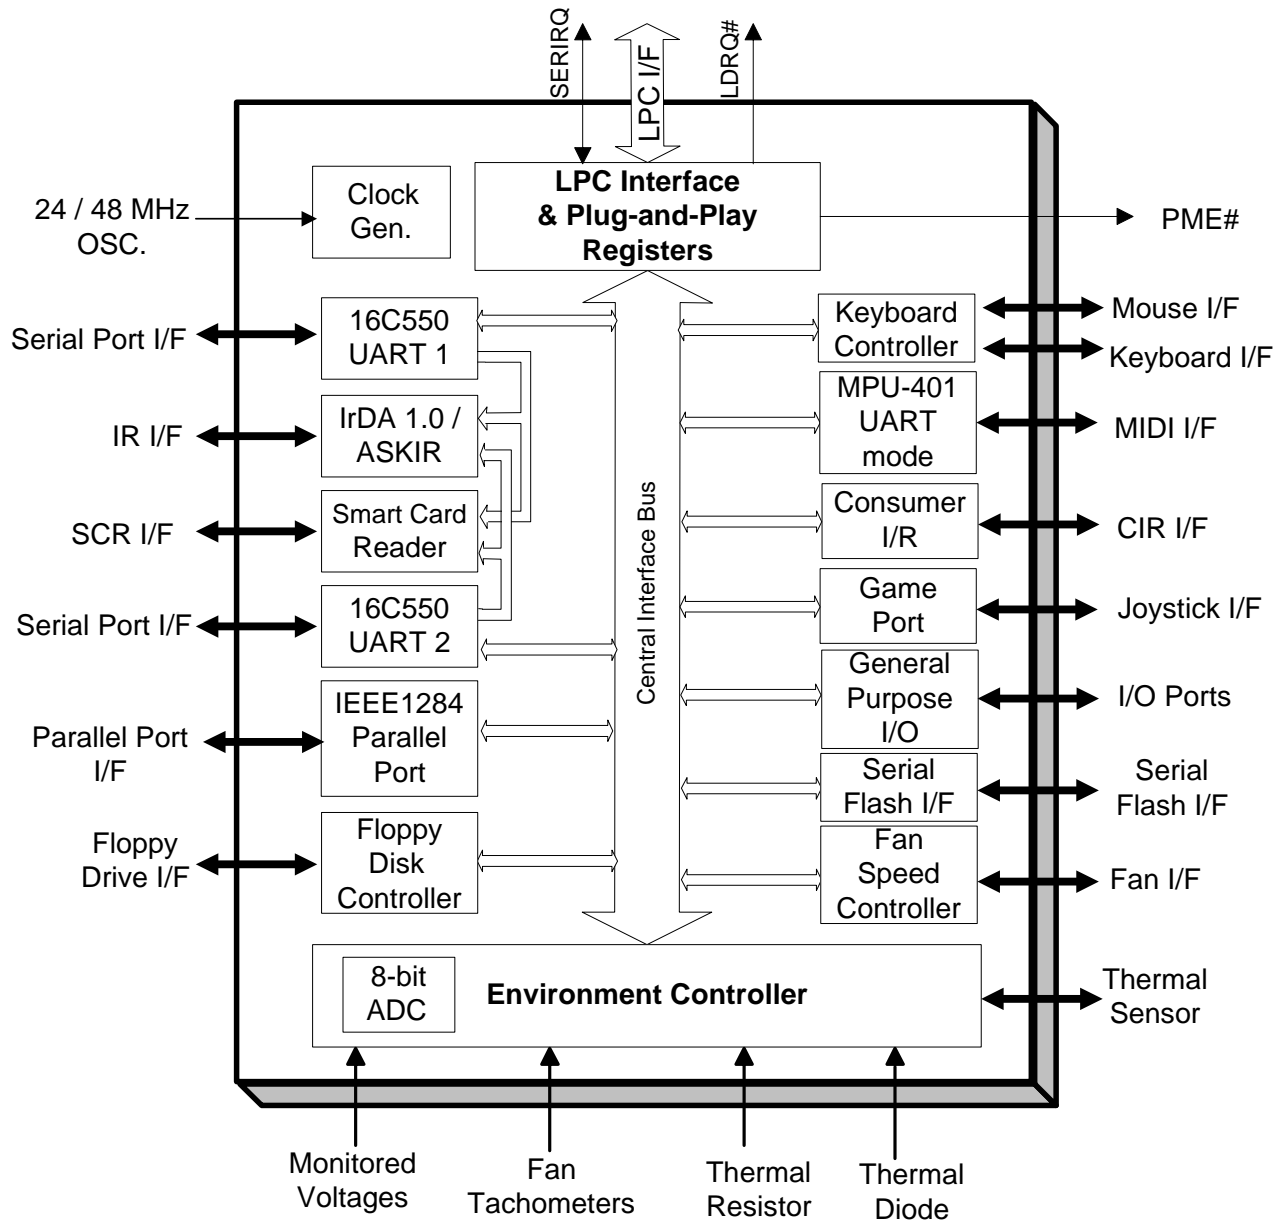 SERIRQ
LPC I/F
LDRQ#
24 / 48 MHz
OSC.
Clock
Gen.
LPC Interface
& Plug-and-Play
Registers
PME#
Serial Port I/F
16C550
UART 1
Keyboard
Controller
Mouse I/F
Keyboard I/F
IR I/F
IrDA 1.0 /
ASKIR
MPU-401
UART
mode
MIDI I/F
SCR I/F
Smart Card
Reader
Central Interface Bus
Consumer
I/R
CIR I/F
Serial Port I/F
16C550
UART 2
Game
Port
Joystick I/F
Parallel Port
I/F
IEEE1284
Parallel
Port
General
Purpose
I/O
I/O Ports
Serial
Flash I/F
Serial
Flash I/F
Floppy
Drive I/F
Floppy
Disk
Controller
Fan
Speed
Controller
Fan I/F
8-bit
ADC
Environment Controller
Thermal
Sensor
Monitored
Voltages
Fan
Tachometers
Thermal
Resistor
Thermal
Diode